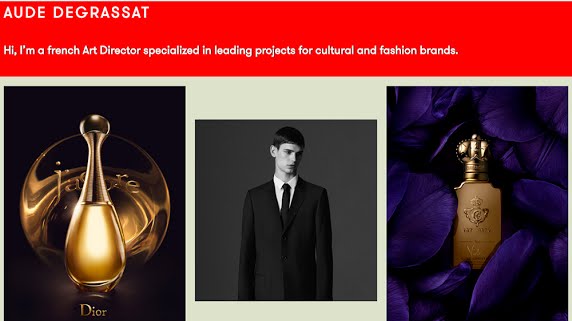 AUDE DEGRASSAT
Hi, I'm a french Art Director specialized in leading projects for cultural and fashion brands.
j'adore
Dior